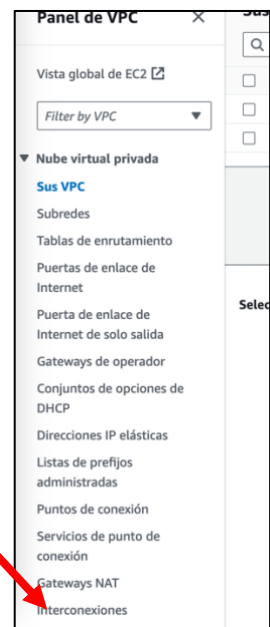 Panel de VPC
Vista global de EC2
Filter by VPC
Nube virtual privada
Sus VPC
Subredes
Tablas de enrutamiento
Puertas de enlace de
Internet
Puerta de enlace de
Internet de solo salida
Gateways de operador
Conjuntos de opciones de
DHCP
Direcciones IP elásticas
Listas de prefijos
administradas
Puntos de conexión
Servicios de punto de
conexión
Gateways NAT
Interconexiones
Selec